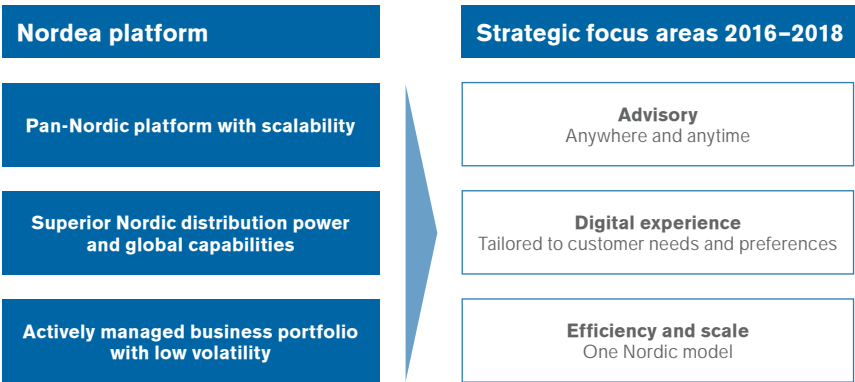 Nordea platform
Pan-Nordic platform with scalability
Superior Nordic distribution power
and global capabilities
Actively managed business portfolio
with low volatility
Strategic focus areas 2016–2018
Advisory
Anywhere and anytime
Digital experience
Tailored to customer needs and preferences
Efficiency and scale
One Nordic model